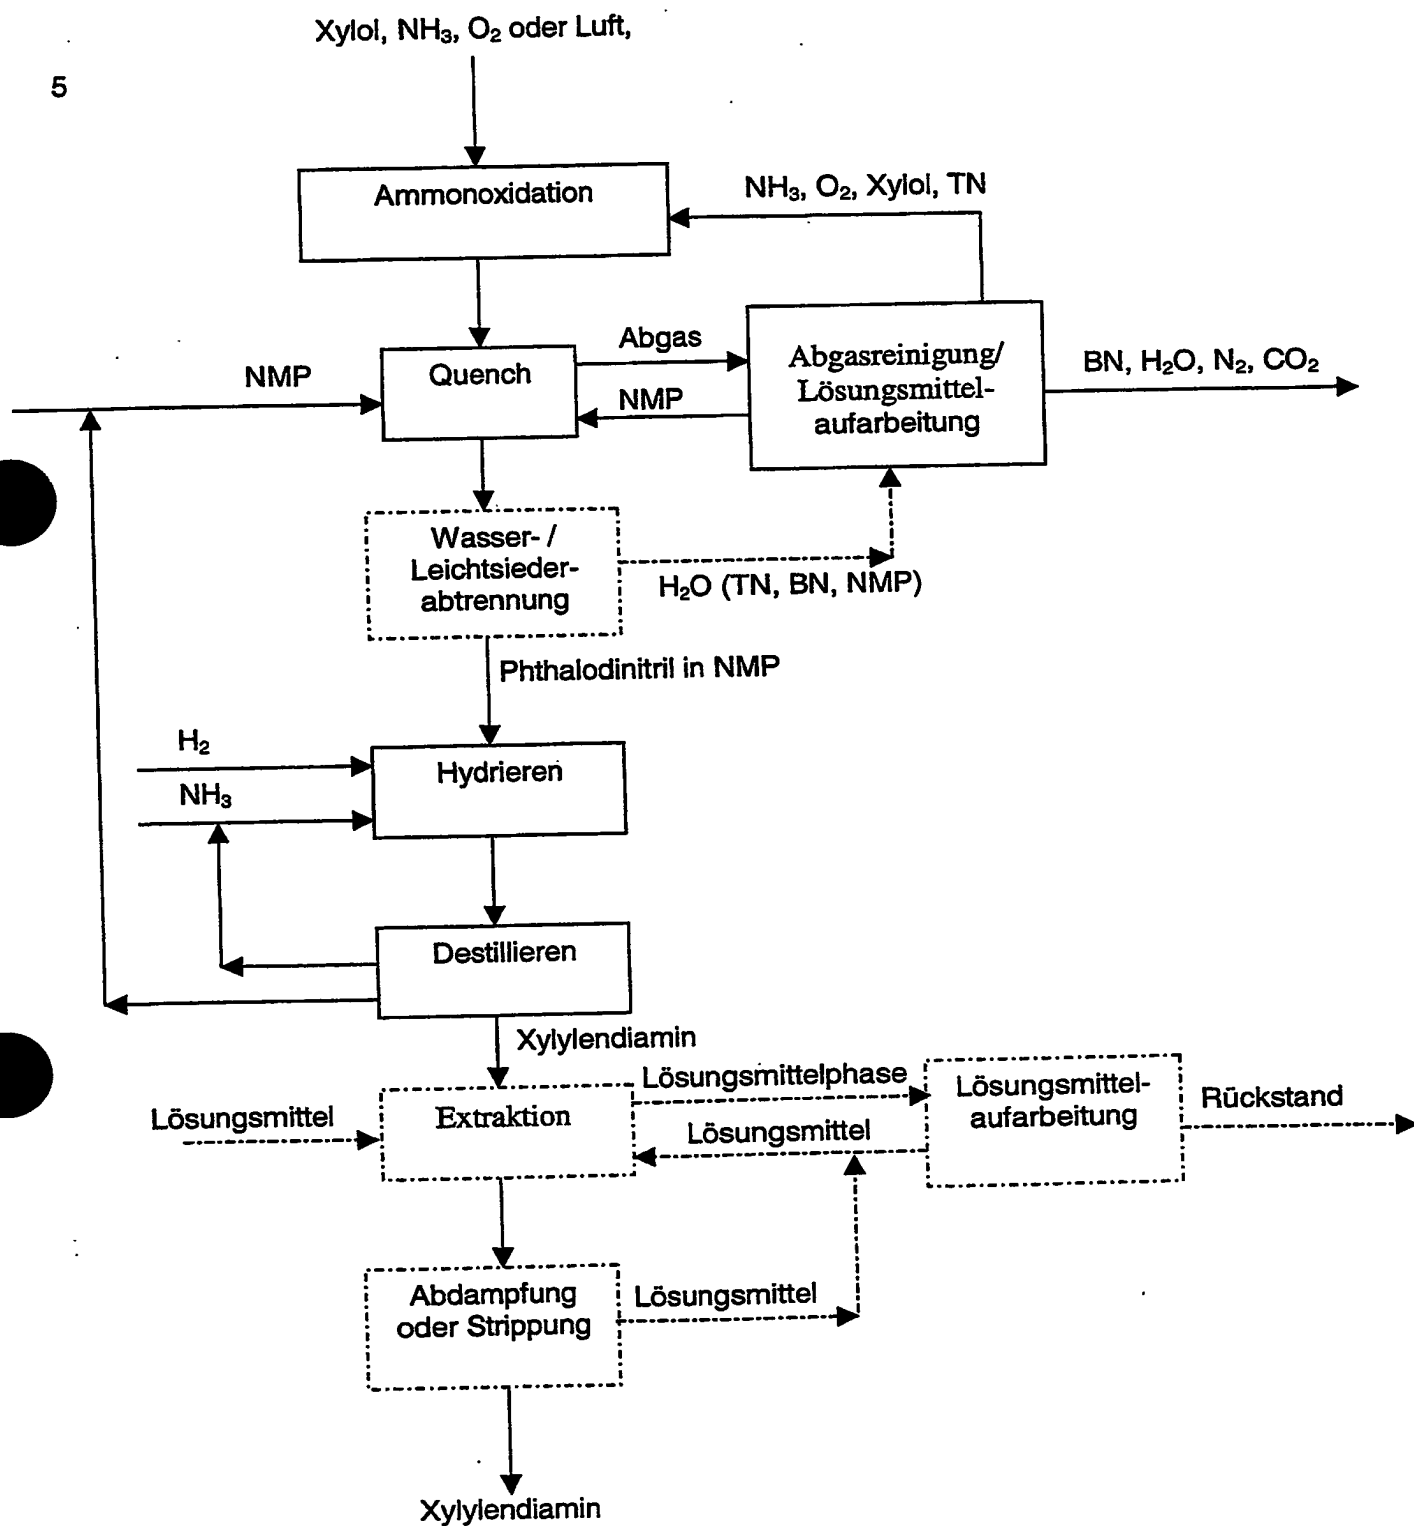 Xylol, NH₃, O₂ oder Luft,
5
Ammonoxidation
NH₃, O₂, Xylol, TN
Quench
Abgas
NMP
NMP
Abgasreinigung/
Lösungsmittel-
aufarbeitung
BN, H₂O, N₂, CO₂
Wasser- /
Leichtsieder-
abtrennung
H₂O (TN, BN, NMP)
Phthalodinitril in NMP
H₂
NH₃
Hydrieren
Destillieren
Xylylendiamin
Lösungsmittel
Extraktion
Lösungsmittelphase
Lösungsmittel
Lösungsmittel-
aufarbeitung
Rückstand
Abdampfung
oder Strippung
Lösungsmittel
Xylylendiamin